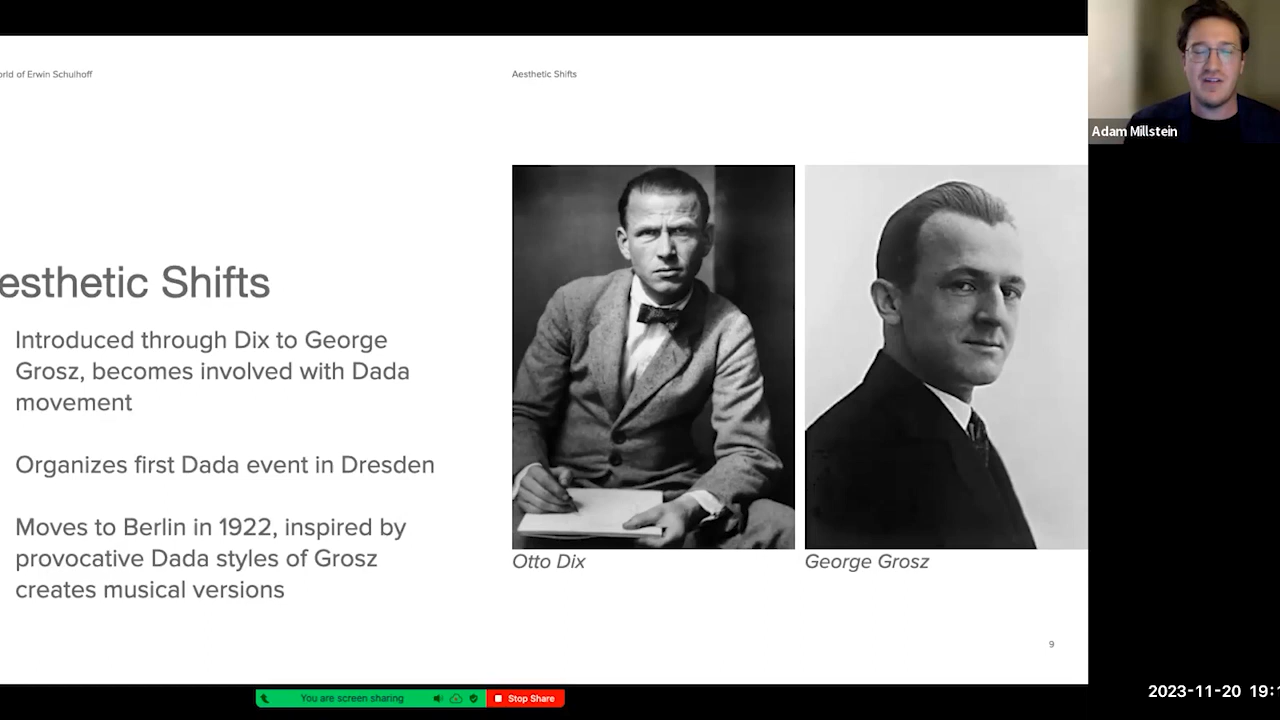 orld of Erwin Schulhoff
Aesthetic Shifts
Adam Millstein
esthetic Shifts
Introduced through Dix to George
Grosz, becomes involved with Dada
movement
Organizes first Dada event in Dresden
Moves to Berlin in 1922, inspired by
provocative Dada styles of Grosz
creates musical versions
Otto Dix
George Grosz
9
You are screen sharing
Stop Share
2023-11-20 19:1